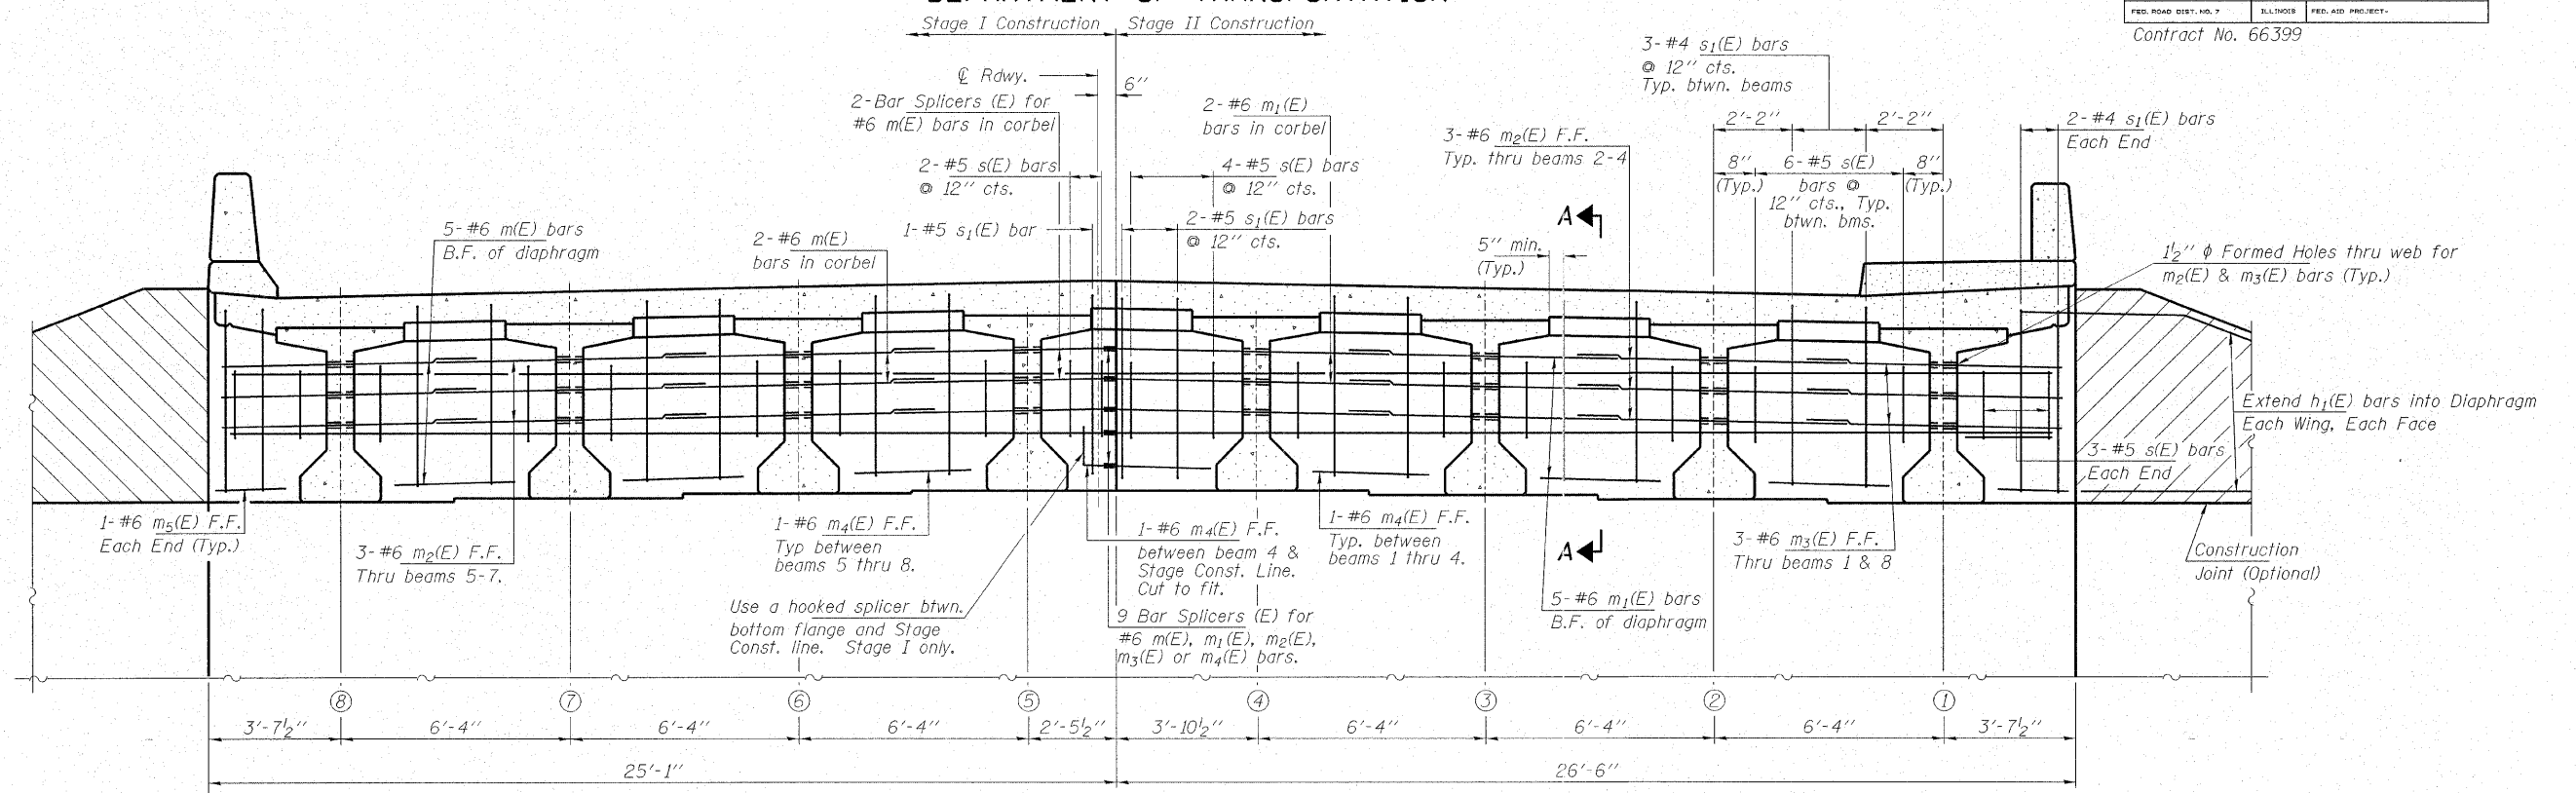 Stage I Construction
Stage II Construction
FED. ROAD DIST. NO. 7
ILLINOIS
FED. AID PROJECT-
Contract No. 66399
℄ Rdwy.
6"
2-Bar Splicers (E) for
#6 m(E) bars in corbel
2-#5 s(E) bars
@ 12" cts.
1-#5 s₁(E) bar
2-#6 m₁(E)
bars in corbel
4-#5 s(E) bars
@ 12" cts.
2-#5 s₁(E) bars
@ 12" cts.
3-#6 m₂(E) F.F.
Typ. thru beams 2-4
3-#4 s₁(E) bars
@ 12" cts.
Typ. btwn. beams
2'-2"
2'-2"
8"
(Typ.)
6-#5 s(E)
bars @
12" cts., Typ.
btwn. bms.
8"
(Typ.)
2-#4 s₁(E) bars
Each End
A
5" min.
(Typ.)
5-#6 m(E) bars
B.F. of diaphragm
2-#6 m(E)
bars in corbel
1½" ϕ Formed Holes thru web for
m₂(E) & m₃(E) bars (Typ.)
Extend h₁(E) bars into Diaphragm
Each Wing, Each Face
3-#5 s(E) bars
Each End
1-#6 m₅(E) F.F.
Each End (Typ.)
3-#6 m₂(E) F.F.
Thru beams 5-7.
1-#6 m₄(E) F.F.
Typ between
beams 5 thru 8.
Use a hooked splicer btwn.
bottom flange and Stage
Const. line. Stage I only.
1-#6 m₄(E) F.F.
between beam 4 &
Stage Const. Line.
Cut to fit.
9 Bar Splicers (E) for
#6 m(E), m₁(E), m₂(E),
m₃(E) or m₄(E) bars.
1-#6 m₄(E) F.F.
Typ. between
beams 1 thru 4.
A
5-#6 m₁(E) bars
B.F. of diaphragm
3-#6 m₃(E) F.F.
Thru beams 1 & 8
Construction
Joint (Optional)
8
7
6
5
4
3
2
1
3'-7½"
6'-4"
6'-4"
6'-4"
2'-5½"
3'-10½"
6'-4"
6'-4"
6'-4"
3'-7½"
25'-1"
26'-6"